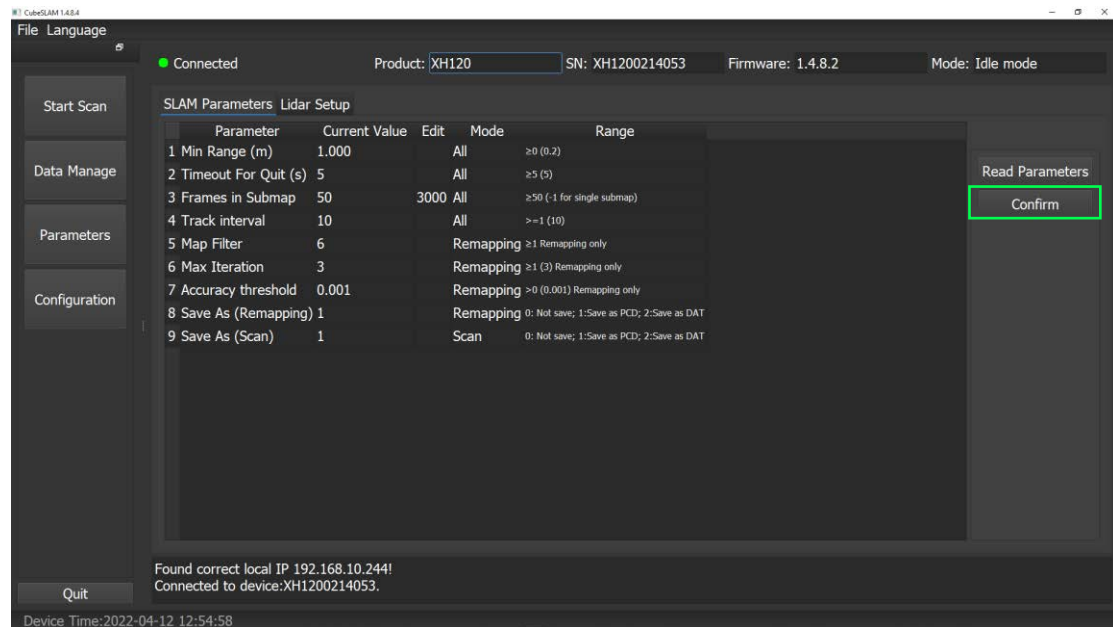 CubeSLAM 1.4.8.4
File Language
Connected Product: XH120 SN: XH1200214053 Firmware: 1.4.8.2 Mode: Idle mode
Start Scan
Data Manage
Parameters
Configuration
Quit
SLAM Parameters Lidar Setup
Parameter Current Value Edit Mode Range
1 Min Range (m) 1.000 All ≥0 (0.2)
2 Timeout For Quit (s) 5 All ≥5 (5)
3 Frames in Submap 50 3000 All ≥50 (-1 for single submap)
4 Track interval 10 All >=1 (10)
5 Map Filter 6 Remapping ≥1 Remapping only
6 Max Iteration 3 Remapping ≥1 (3) Remapping only
7 Accuracy threshold 0.001 Remapping >0 (0.001) Remapping only
8 Save As (Remapping) 1 Remapping 0: Not save; 1:Save as PCD; 2:Save as DAT
9 Save As (Scan) 1 Scan 0: Not save; 1:Save as PCD; 2:Save as DAT
Read Parameters
Confirm
Found correct local IP 192.168.10.244!
Connected to device:XH1200214053.
Device Time:2022-04-12 12:54:58